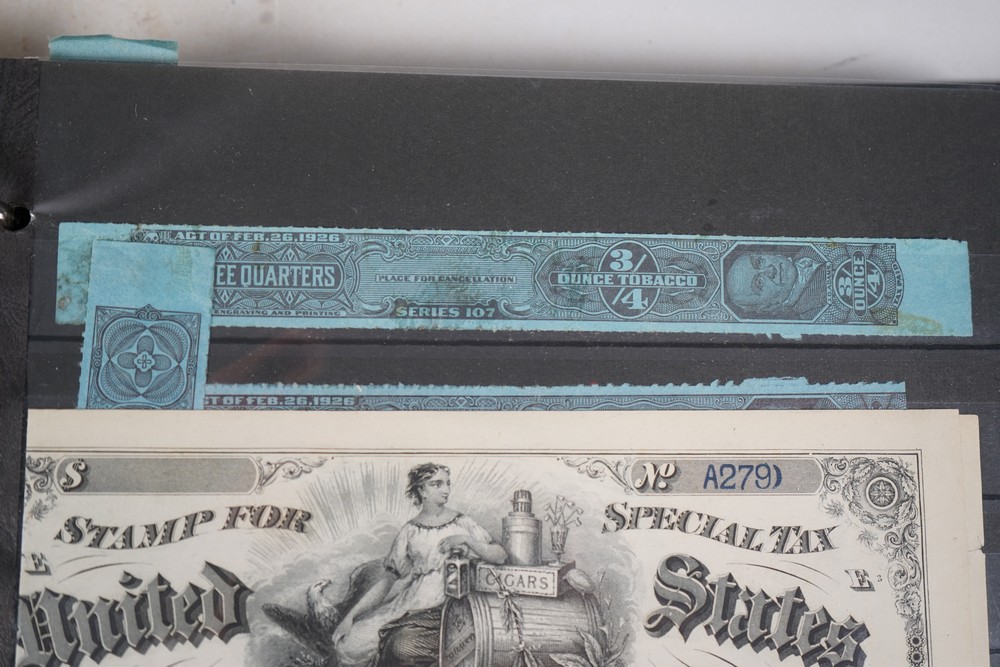 ACT OF FEB. 26, 1926
EE QUARTERS
ENGRAVING AND PRINTING
PLACE FOR CANCELLATION
SERIES 107
3/4
OUNCE TOBACCO
3/4
OUNCE
T OF FEB. 26, 1926
$
No A279)
STAMP FOR
SPECIAL TAX
E
E
United
States
CIGARS